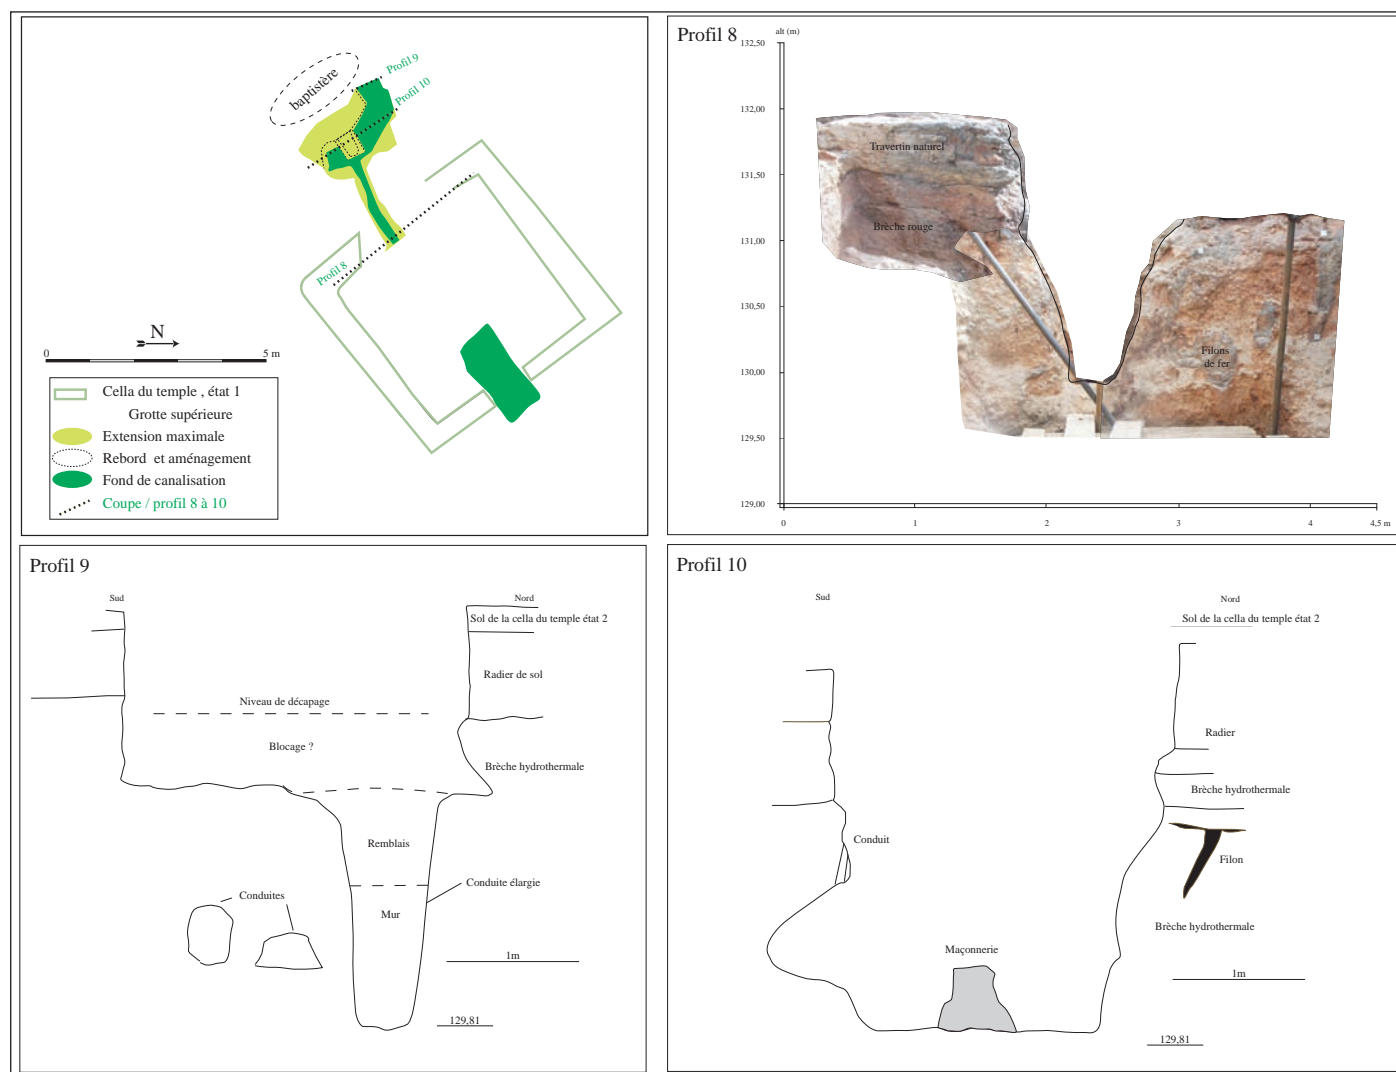 baptistère
Profil 9
Profil 10
Profil 8
N
0
5 m
Cella du temple , état 1
Grotte supérieure
Extension maximale
Rebord et aménagement
Fond de canalisation
Coupe / profil 8 à 10
Profil 8
alt (m)
132,50
132,00
131,50
131,00
130,50
130,00
129,50
129,00
0
1
2
3
4
4,5 m
Travertin naturel
Brèche rouge
Filons
de fer
Profil 9
Sud
Nord
Sol de la cella du temple état 2
Radier de sol
Niveau de décapage
Blocage ?
Brèche hydrothermale
Remblais
Conduite élargie
Conduites
Mur
1m
129,81
Profil 10
Sud
Nord
Sol de la cella du temple état 2
Radier
Brèche hydrothermale
Conduit
Filon
Brèche hydrothermale
Maçonnerie
1m
129,81